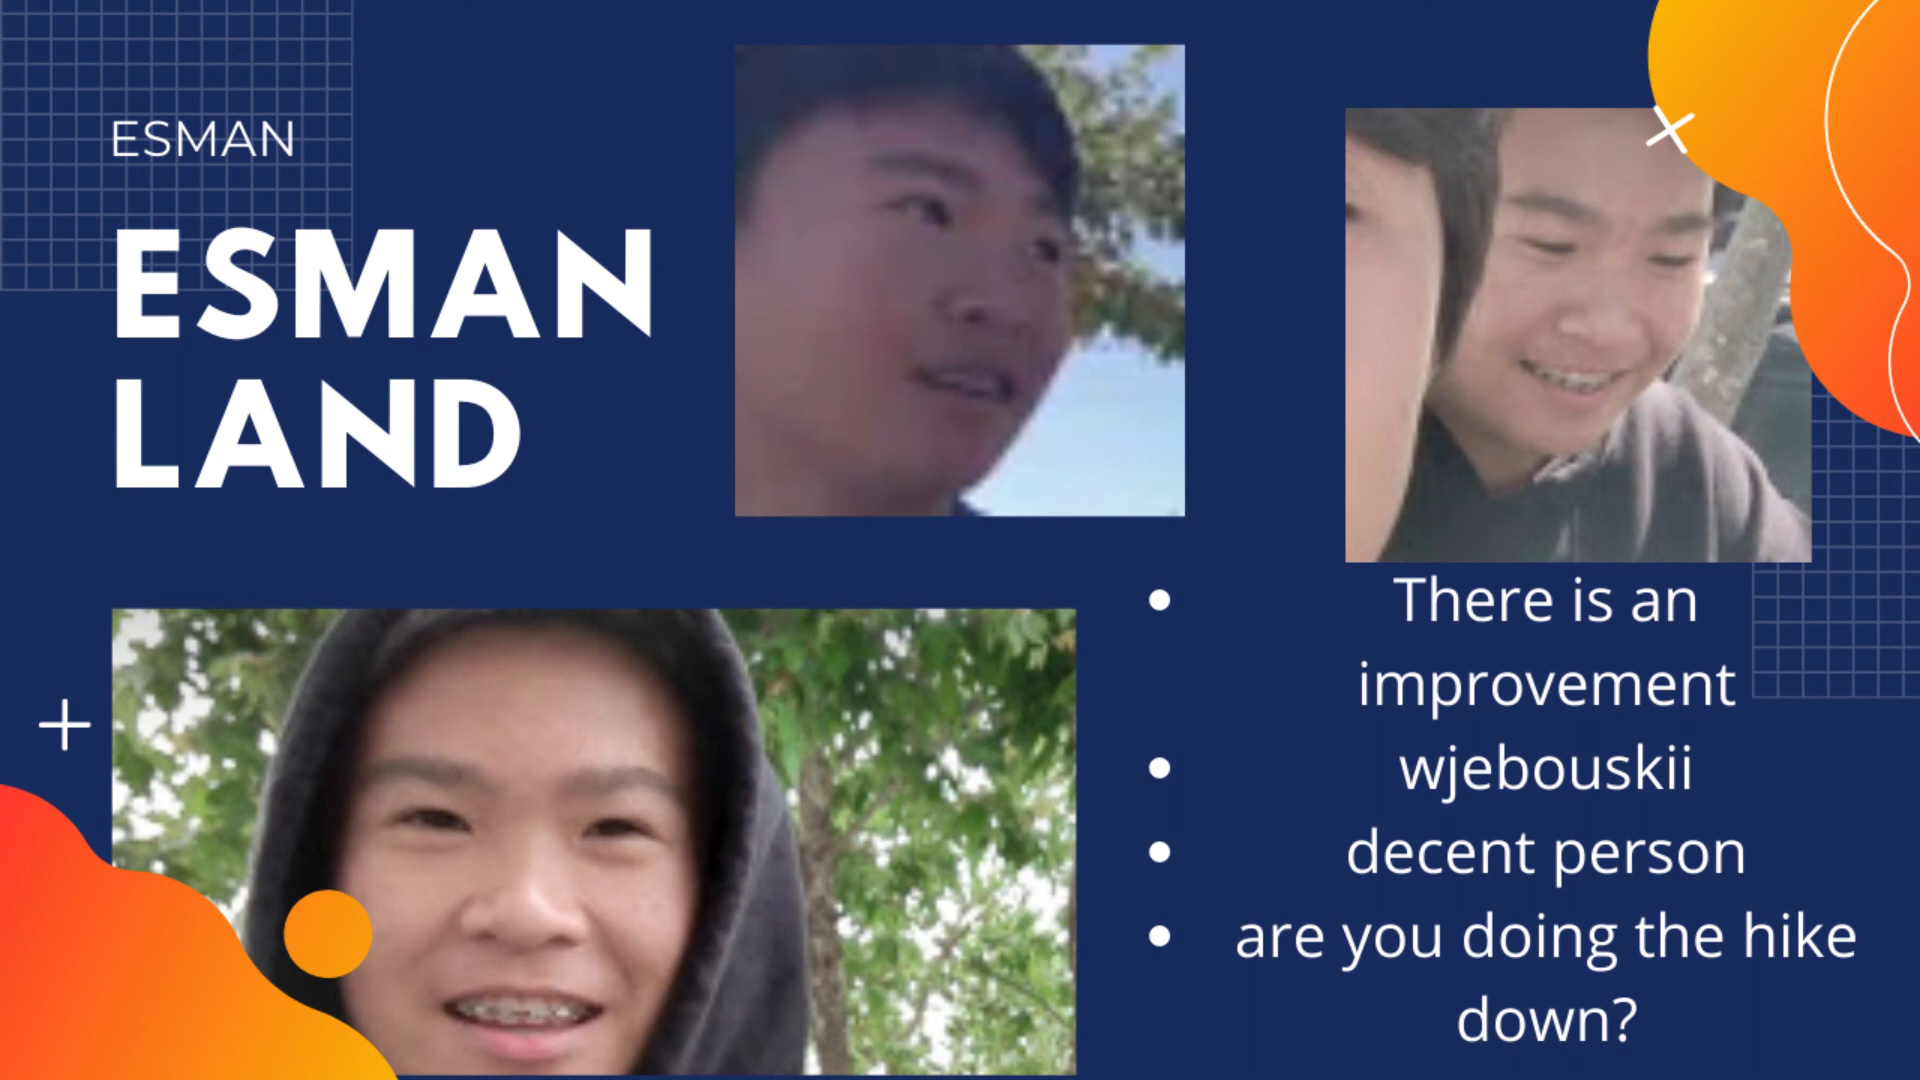 ESMAN
ESMAN
LAND
There is an
improvement
wjebouskii
decent person
are you doing the hike
down?